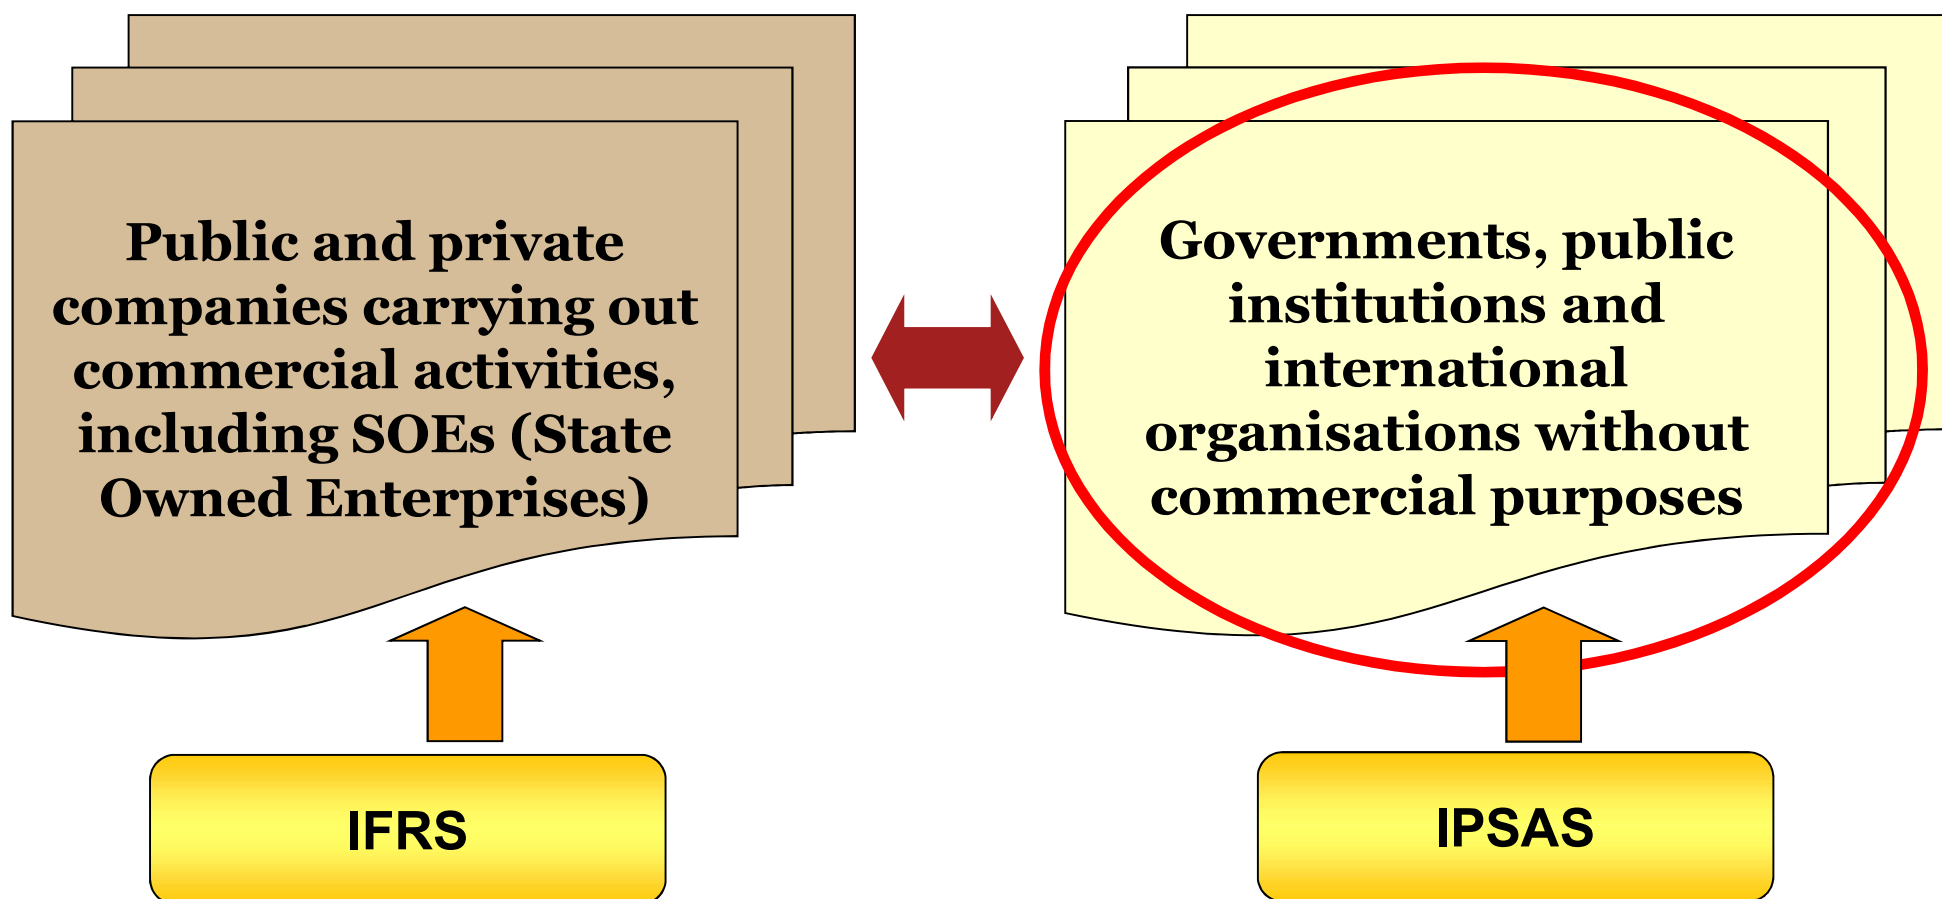 Public and private
companies carrying out
commercial activities,
including SOEs (State
Owned Enterprises)
Governments, public
institutions and
international
organisations without
commercial purposes
IFRS
IPSAS